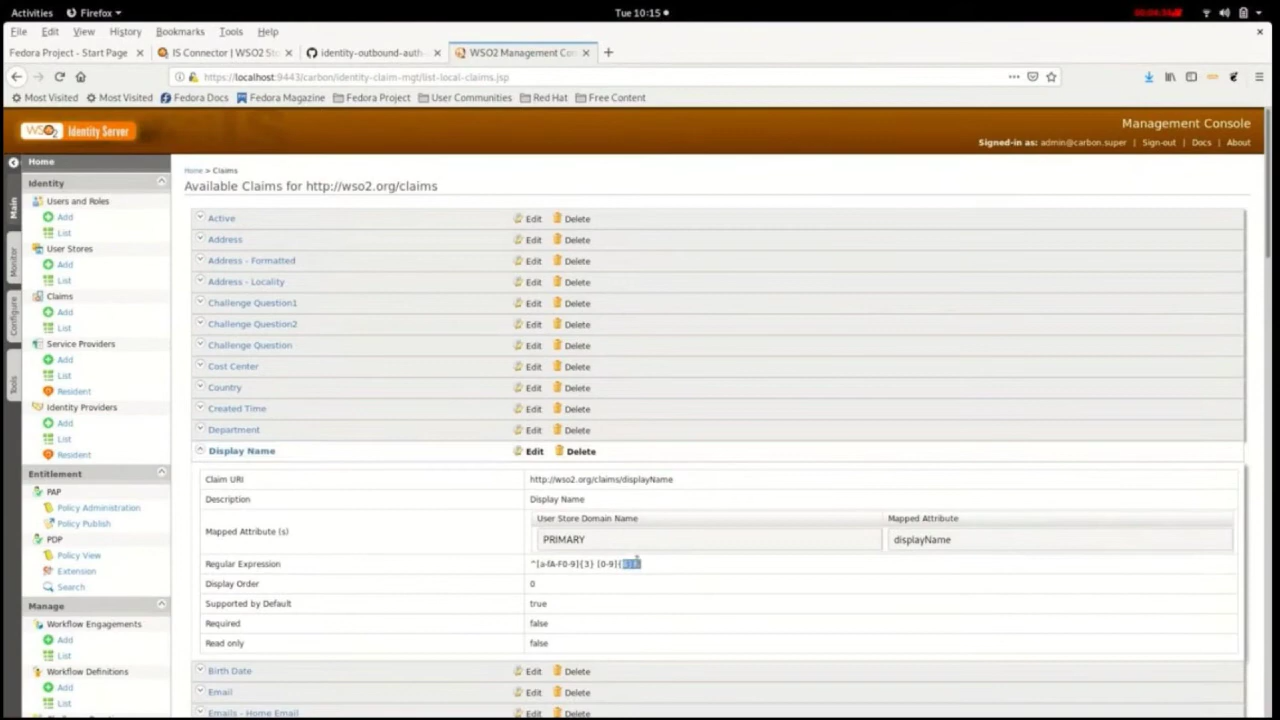 Activities Firefox Tue 10:15
File Edit View History Bookmarks Tools Help
Fedora Project - Start Page IS Connector | WSO2 St identity-outbound-auth- WSO2 Management Con
https://localhost:9443/carbon/identity-claim-mgt/list-local-claims.jsp
Most Visited Most Visited Fedora Docs Fedora Magazine Fedora Project User Communities Red Hat Free Content
WSO2 Identity Server
Management Console
Signed-in as: admin@carbon.super | Sign-out | Docs | About
Main
Monitor
Configure
Tools
Home
Identity
Users and Roles
Add
List
User Stores
Add
List
Claims
Add
List
Service Providers
Add
List
Resident
Identity Providers
Add
List
Resident
Entitlement
PAP
Policy Administration
Policy Publish
PDP
Policy View
Extension
Search
Manage
Workflow Engagements
Add
List
Workflow Definitions
Add
List
Home > Claims
Available Claims for http://wso2.org/claims
Active Edit Delete
Address Edit Delete
Address - Formatted Edit Delete
Address - Locality Edit Delete
Challenge Question1 Edit Delete
Challenge Question2 Edit Delete
Challenge Question Edit Delete
Cost Center Edit Delete
Country Edit Delete
Created Time Edit Delete
Department Edit Delete
Display Name Edit Delete
Claim URI http://wso2.org/claims/displayName
Description Display Name
Mapped Attribute (s)
User Store Domain Name Mapped Attribute
PRIMARY displayName
Regular Expression ^[a-fA-F0-9]{3} [0-9]{
Display Order 0
Supported by Default true
Required false
Read only false
Birth Date Edit Delete
Email Edit Delete
Emails - Home Email Edit Delete